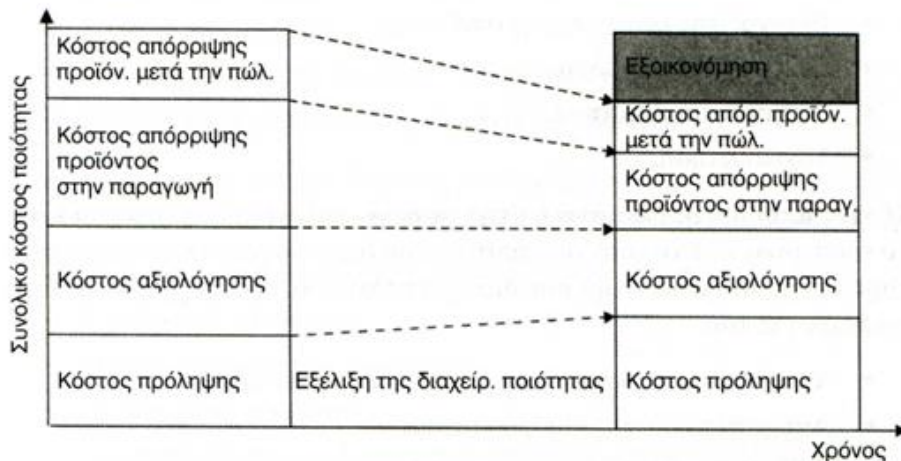 Συνολικό κόστος ποιότητας
Κόστος απόρριψης
προϊόν. μετά την πώλ.
Κόστος απόρριψης
προϊόντος
στην παραγωγή
Κόστος αξιολόγησης
Κόστος πρόληψης
Εξέλιξη της διαχείρ. ποιότητας
Εξοικονόμηση
Κόστος απόρ. προϊόν.
μετά την πώλ.
Κόστος απόρριψης
προϊόντος στην παραγ.
Κόστος αξιολόγησης
Κόστος πρόληψης
Χρόνος